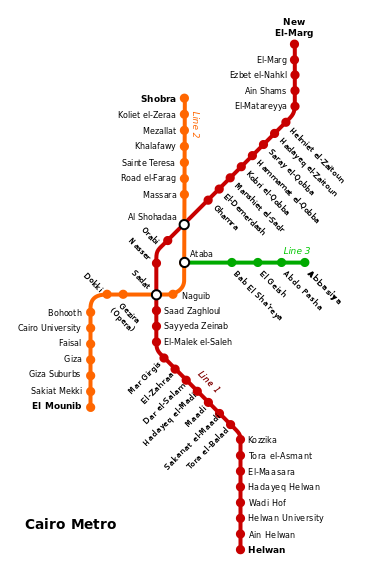 New
El-Marg
El-Marg
Ezbet el-Nahkl
Ain Shams
El-Matareyya
Helmiet el-Zaitoun
Hadayeq el-Zaitoun
Saray el-Qobba
Hammamat el-Qobba
Kobri el-Qobba
Manshiet el-Sadr
El-Demerdash
Ghamra
Shobra
Koliet el-Zeraa
Mezallat
Khalafawy
Sainte Teresa
Road el-Farag
Massara
Line 2
Al Shohadaa
Orabi
Nasser
Ataba
Line 3
Bab El Sha'reya
El Geish
Abdo Pasha
Abbasiya
Sadat
Naguib
Dokki
Gezira
(Opera)
Bohooth
Cairo University
Faisal
Giza
Giza Suburbs
Sakiat Mekki
El Mounib
Saad Zaghloul
Sayyeda Zeinab
El-Malek el-Saleh
Line 1
Mar Girgis
El-Zahraa
Dar el-Salam
Hadayeq el-Maadi
Maadi
Sakanat el-Maadi
Tora el-Balad
Kozzika
Tora el-Asmant
El-Maasara
Hadayeq Helwan
Wadi Hof
Helwan University
Ain Helwan
Helwan
Cairo Metro